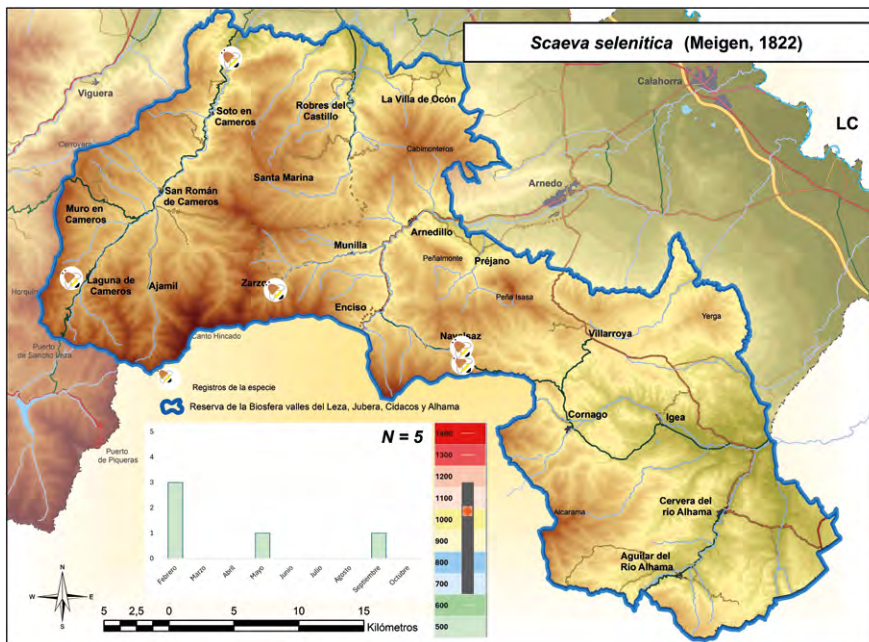 Scaeva selenitica (Meigen, 1822)
Calahorra
LC
Viguera
Soto en
Cameros
Robres del
Castillo
La Villa de Ocón
Cabimonteros
Santa Marina
Arnedo
San Román
de Cameros
Muro en
Cameros
Munilla
Arnedillo
Peñalmonte
Préjano
Laguna de
Cameros
Ajamil
Zarzo
Enciso
Peña Isasa
Yerga
Navalsaz
Villarroya
Canto Hincado
Puerto
de Sancho Leza
Registros de la especie
Reserva de la Biosfera valles del Leza, Jubera, Cidacos y Alhama
Cornago
Igea
Puerto
de Piqueras
N = 5
5
4
3
2
1
0
Febrero
Marzo
Abril
Mayo
Junio
Julio
Agosto
Septiembre
Octubre
1400
1300
1200
1100
1000
900
800
700
600
500
Alcarama
Cervera del
río Alhama
Aguilar del
Río Alhama
N
W E
S
5 2,5 0 5 10 15
Kilómetros